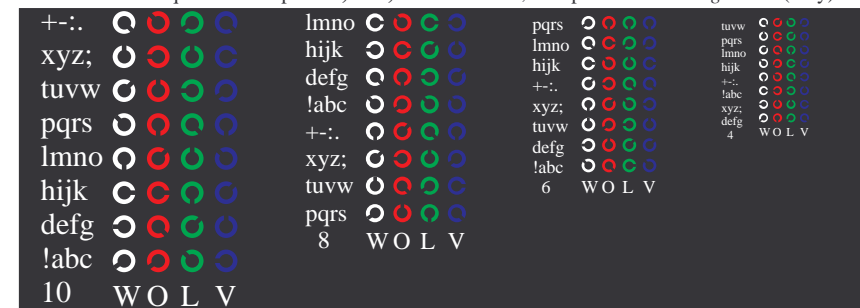 +-:.
xyz;
tuvw
pqrs
lmno
hijk
defg
!abc
10 W O L V
lmno
hijk
defg
!abc
+-:.
xyz;
tuvw
pqrs
8 W O L V
pqrs
lmno
hijk
+-:.
xyz;
tuvw
defg
!abc
6 W O L V
tuvw
pqrs
lmno
hijk
+-:.
!abc
xyz;
defg
4 W O L V